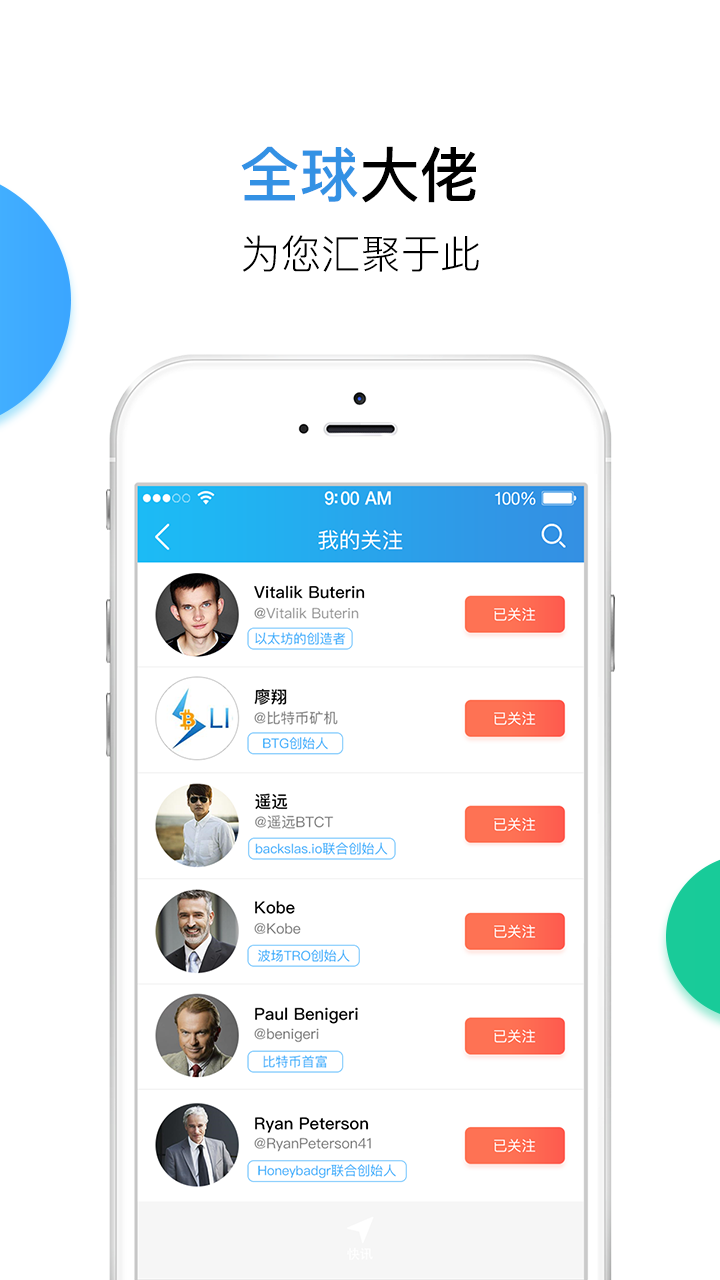 全球大佬
为您汇聚于此
9:00 AM
100%
我的关注
Vitalik Buterin
@Vitalik Buterin
以太坊的创造者
已关注
LI
廖翔
@比特币矿机
BTG创始人
已关注
遥远
@遥远BTCT
backslas.io联合创始人
已关注
Kobe
@Kobe
波场TRO创始人
已关注
Paul Benigeri
@benigeri
比特币首富
已关注
Ryan Peterson
@RyanPeterson41
Honeybadgr联合创始人
已关注
快讯